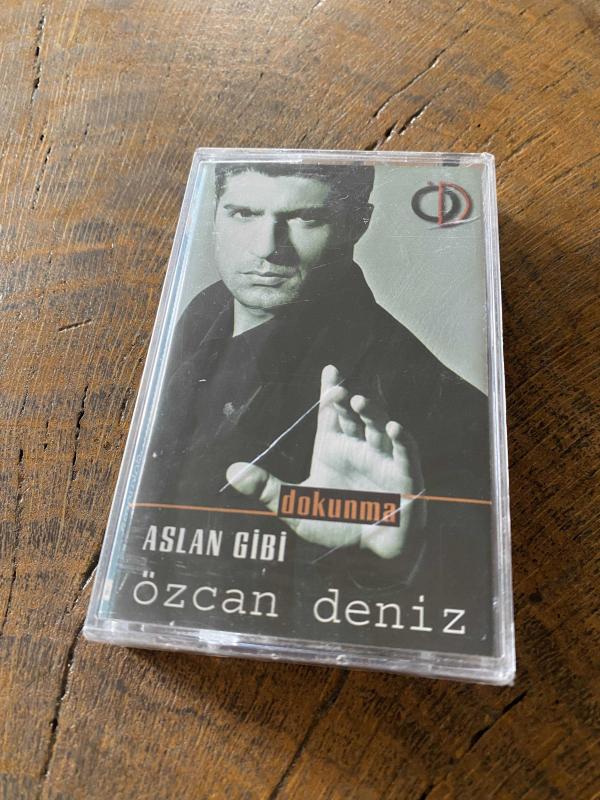 dokunma
ASLAN GİBİ
özcan deniz